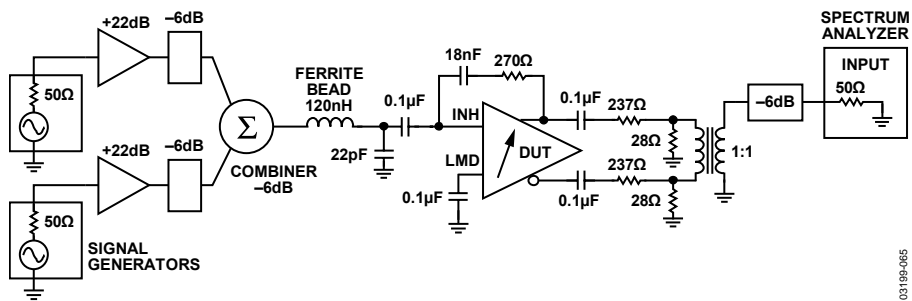 +22dB
–6dB
50Ω
+22dB
–6dB
50Ω
SIGNAL
GENERATORS
Σ
COMBINER
–6dB
FERRITE
BEAD
120nH
22pF
0.1µF
18nF
270Ω
INH
LMD
DUT
0.1µF
0.1µF
237Ω
28Ω
237Ω
0.1µF
28Ω
1:1
–6dB
SPECTRUM
ANALYZER
INPUT
50Ω
03199-065